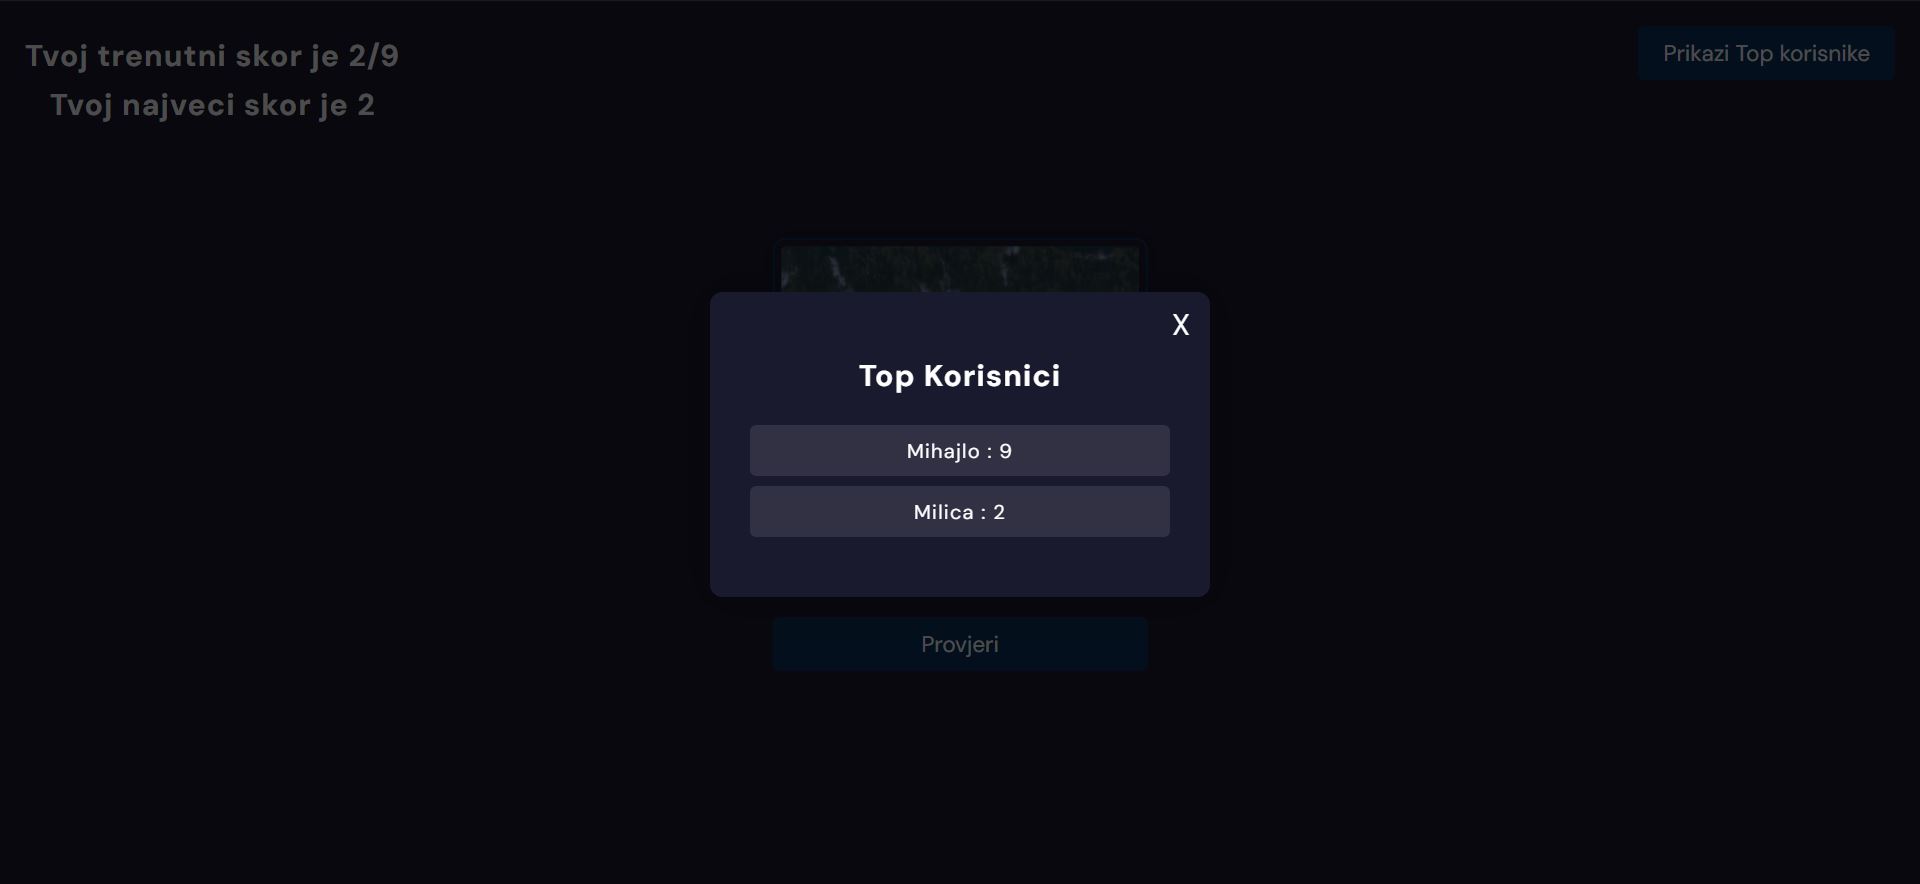 Tvoj trenutni skor je 2/9
Tvoj najveci skor je 2
Prikazi Top korisnike
X
Top Korisnici
Mihajlo : 9
Milica : 2
Provjeri